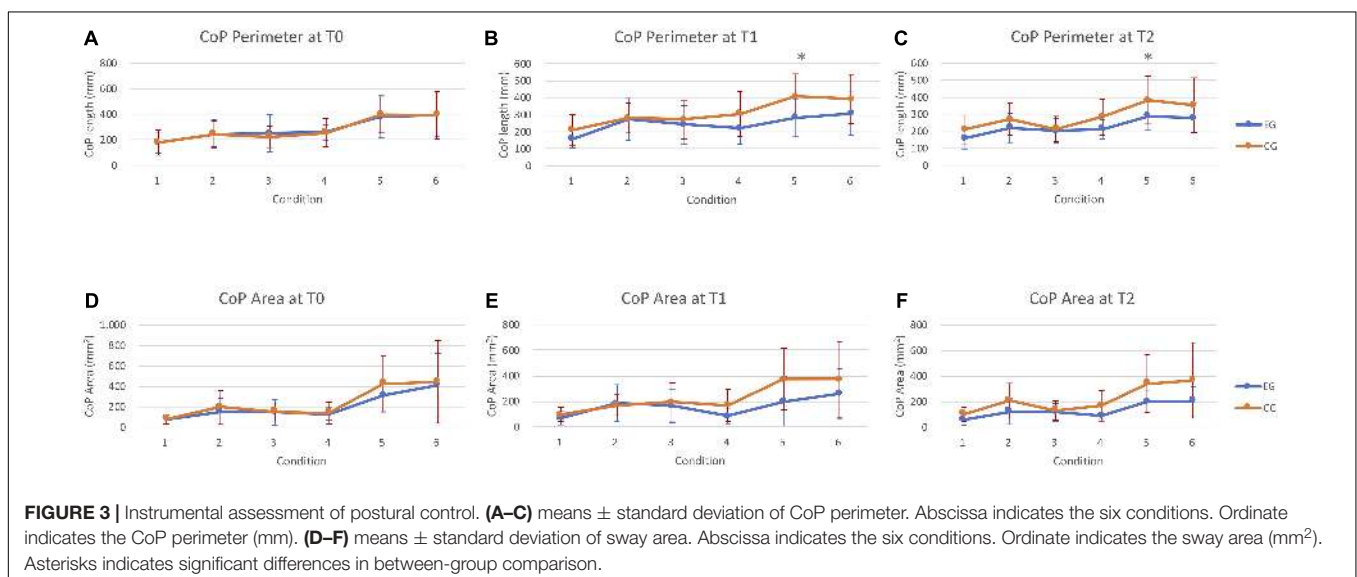 A CoP Perimeter at T0
800
600
400
200
0
CoP length (mm)
1 2 3 4 5 6
Condition
B CoP Perimeter at T1
*
600
500
400
300
200
100
0
CoP length (mm)
1 2 3 4 5 6
Condition
C CoP Perimeter at T2
*
600
500
400
300
200
100
0
CoP length (mm)
1 2 3 4 5 6
Condition
EG
CG
D CoP Area at T0
1.000
800
600
400
200
0
CoP Area (mm²)
1 2 3 4 5 6
Condition
E CoP Area at T1
800
600
400
200
0
CoP Area (mm²)
1 2 3 4 5 6
Condition
F CoP Area at T2
800
600
400
200
0
CoP Area (mm²)
1 2 3 4 5 6
Condition
EG
CG
FIGURE 3 | Instrumental assessment of postural control. (A–C) means ± standard deviation of CoP perimeter. Abscissa indicates the six conditions. Ordinate
indicates the CoP perimeter (mm). (D–F) means ± standard deviation of sway area. Abscissa indicates the six conditions. Ordinate indicates the sway area (mm²).
Asterisks indicates significant differences in between-group comparison.